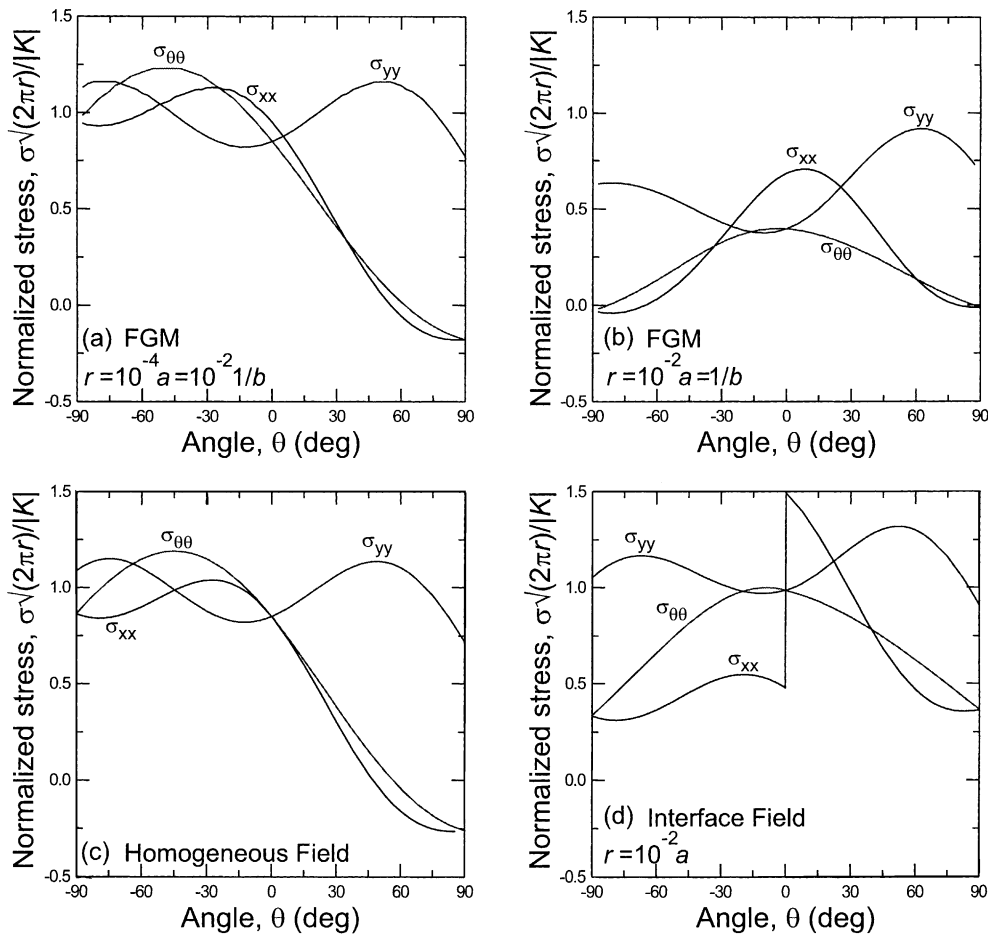 Normalized stress, σ√(2πr)/|K|
1.5
1.0
0.5
0.0
-0.5
σθθ
σxx
σyy
(a) FGM
r=10⁻⁴a=10⁻²1/b
-90 -60 -30 0 30 60 90
Angle, θ (deg)
Normalized stress, σ√(2πr)/|K|
1.5
1.0
0.5
0.0
-0.5
σyy
σxx
σθθ
(b) FGM
r=10⁻²a=1/b
-90 -60 -30 0 30 60 90
Angle, θ (deg)
Normalized stress, σ√(2πr)/|K|
1.5
1.0
0.5
0.0
-0.5
σθθ
σyy
σxx
(c) Homogeneous Field
-90 -60 -30 0 30 60 90
Angle, θ (deg)
Normalized stress, σ√(2πr)/|K|
1.5
1.0
0.5
0.0
-0.5
σyy
σθθ
σxx
(d) Interface Field
r=10⁻²a
-90 -60 -30 0 30 60 90
Angle, θ (deg)